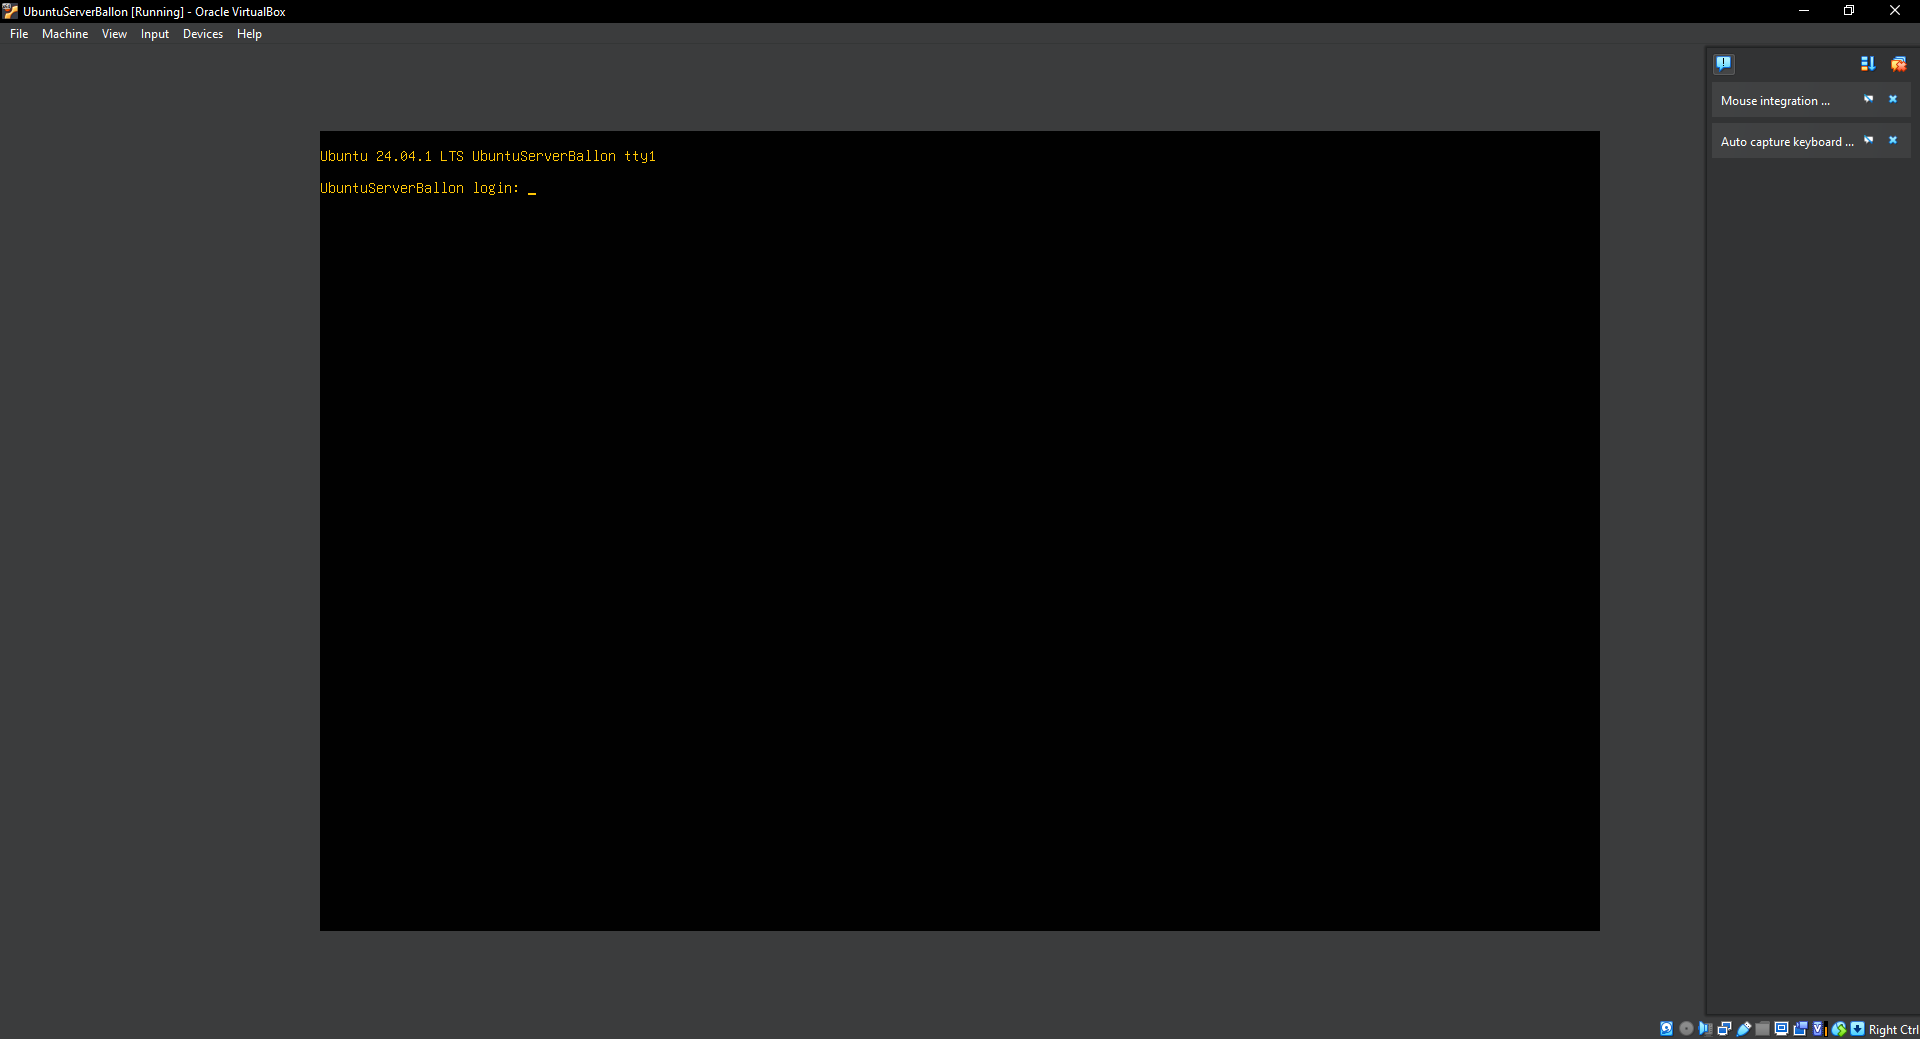 UbuntuServerBallon [Running] - Oracle VirtualBox
File Machine View Input Devices Help
Mouse integration ...
Auto capture keyboard ...
Ubuntu 24.04.1 LTS UbuntuServerBallon tty1
UbuntuServerBallon login: _
Right Ctrl